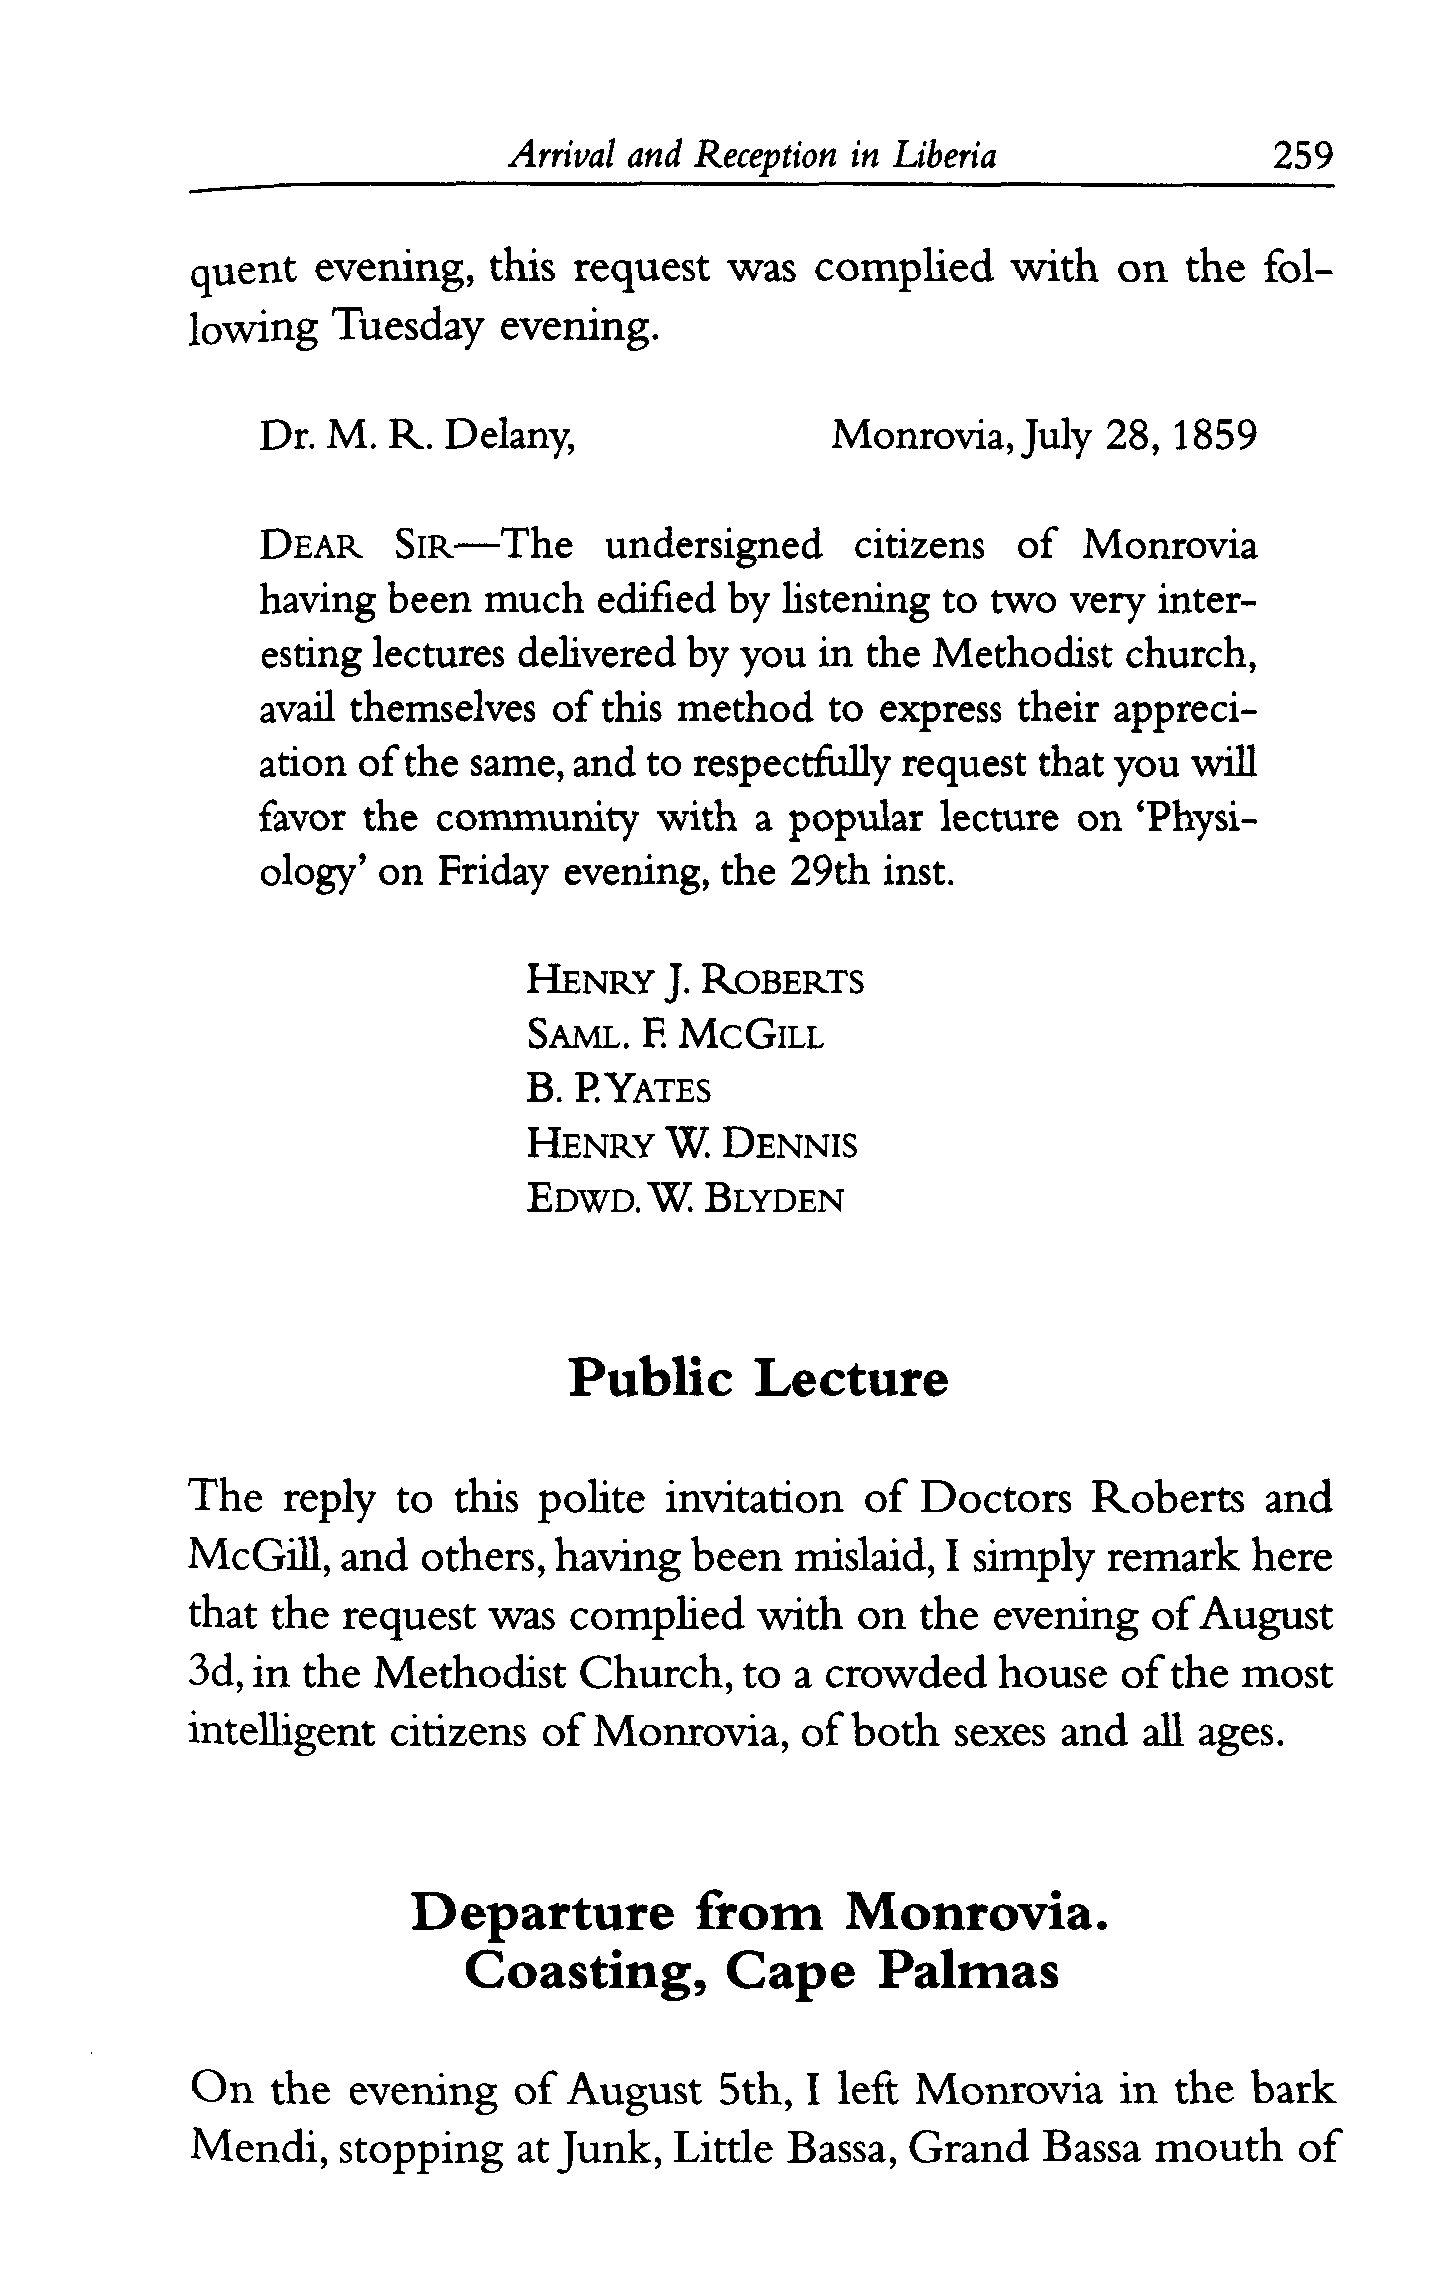 Arrival and Reception in Liberia 259
quent evening, this request was complied with on the fol-
lowing Tuesday evening.
Dr. M. R. Delany, Monrovia, July 28, 1859
DEAR SIR—The undersigned citizens of Monrovia
having been much edified by listening to two very inter-
esting lectures delivered by you in the Methodist church,
avail themselves of this method to express their appreci-
ation of the same, and to respectfully request that you will
favor the community with a popular lecture on ‘Physi-
ology’ on Friday evening, the 29th inst.
HENRY J. ROBERTS
SAML. F. MCGILL
B. P. YATES
HENRY W. DENNIS
EDWD. W. BLYDEN
Public Lecture
The reply to this polite invitation of Doctors Roberts and
McGill, and others, having been mislaid, I simply remark here
that the request was complied with on the evening of August
3d, in the Methodist Church, to a crowded house of the most
intelligent citizens of Monrovia, of both sexes and all ages.
Departure from Monrovia.
Coasting, Cape Palmas
On the evening of August 5th, I left Monrovia in the bark
Mendi, stopping at Junk, Little Bassa, Grand Bassa mouth of